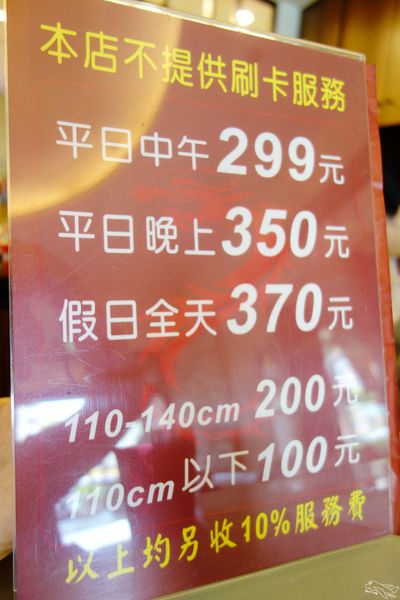 本店不提供刷卡服務
平日中午299元
平日晚上350元
假日全天370元
110-140cm 200元
110cm以下100元
以上均另收10%服務費